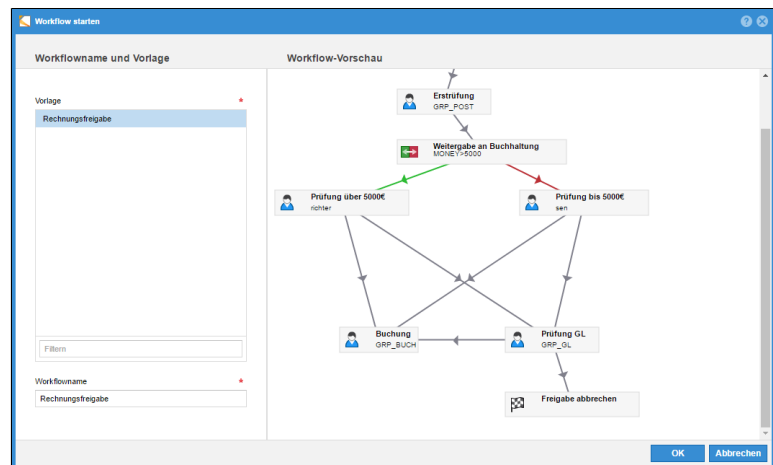 Workflow starten
Workflowname und Vorlage
Workflow-Vorschau
Vorlage *
Rechnungsfreigabe
Filtern
Workflowname *
Rechnungsfreigabe
Erstrüfung
GRP_POST
Weitergabe an Buchhaltung
MONEY>5000
Prüfung über 5000€
richter
Prüfung bis 5000€
sen
Buchung
GRP_BUCH
Prüfung GL
GRP_GL
Freigabe abbrechen
OK
Abbrechen